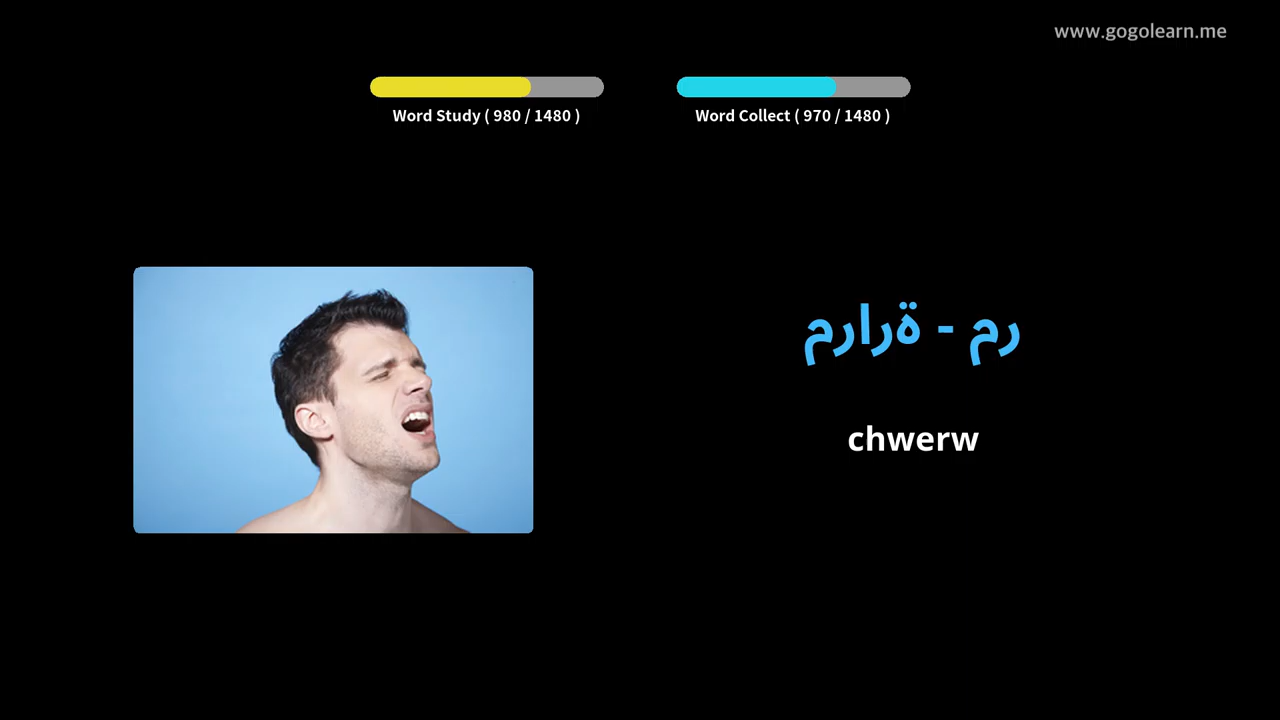 www.gogolearn.me
Word Study ( 980 / 1480 )
Word Collect ( 970 / 1480 )
مرارة - مر
chwerw